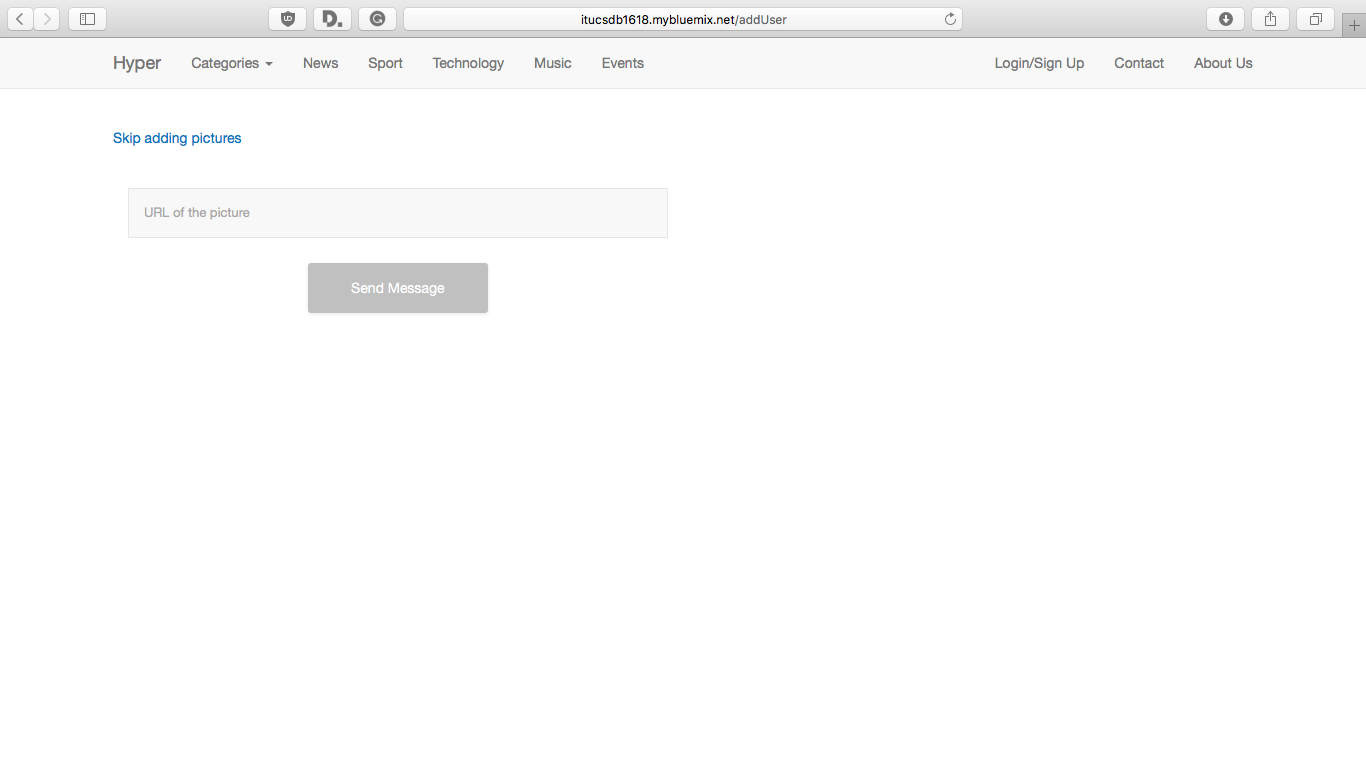 UD D. G itucsdb1618.mybluemix.net/addUser
Hyper Categories News Sport Technology Music Events Login/Sign Up Contact About Us
Skip adding pictures
URL of the picture
Send Message